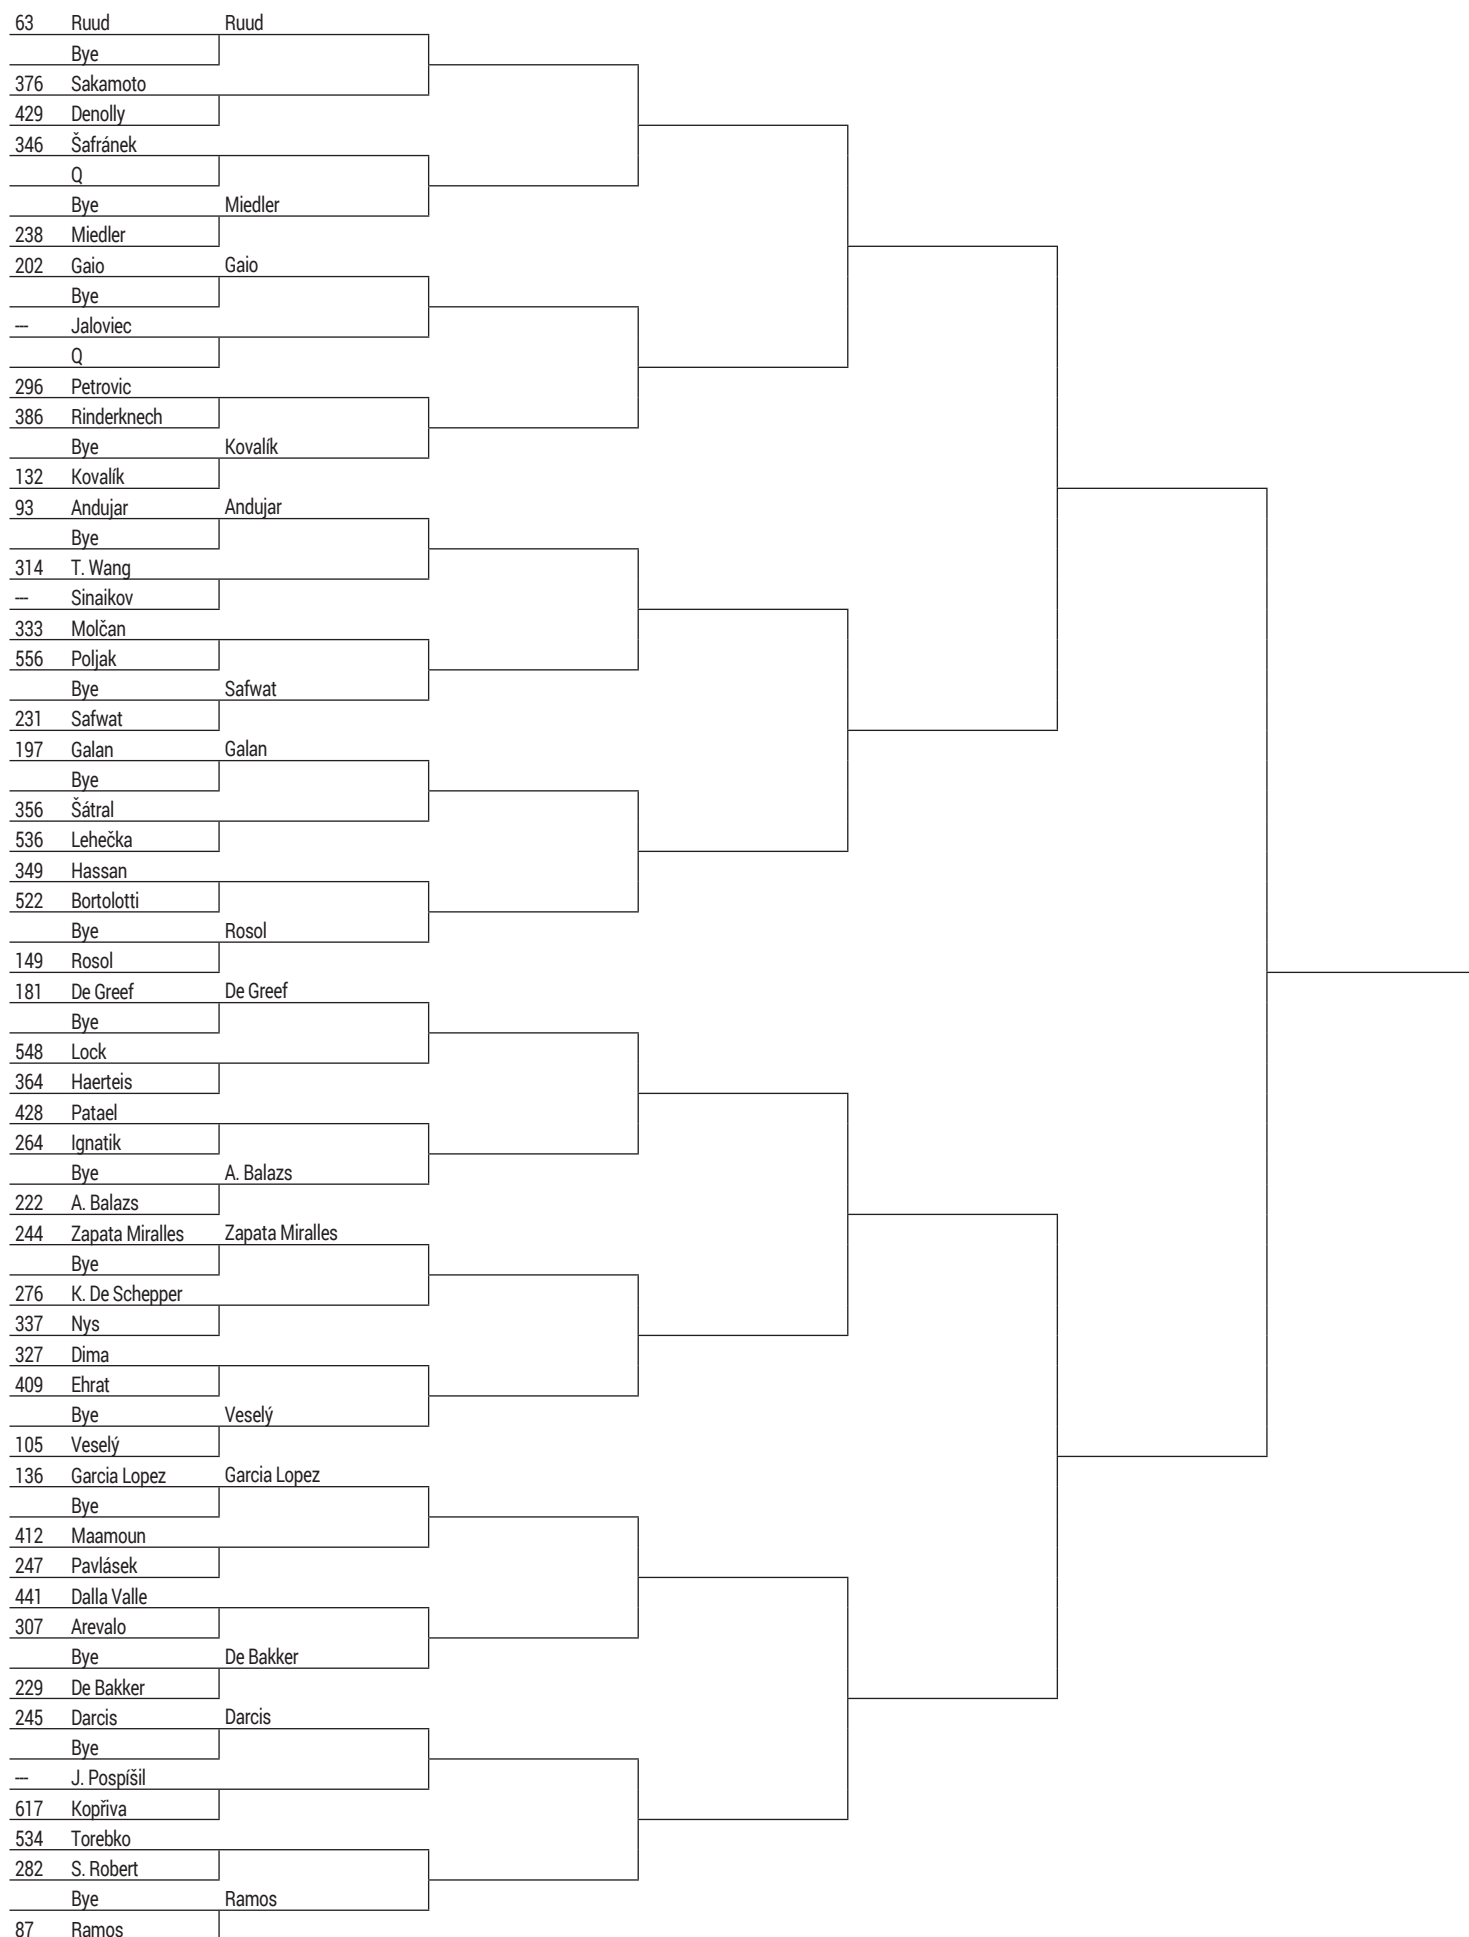 63 Ruud Ruud
Bye
376 Sakamoto
429 Denolly
346 Šafránek
Q
Bye Miedler
238 Miedler
202 Gaio Gaio
Bye
--- Jaloviec
Q
296 Petrovic
386 Rinderknech
Bye Kovalík
132 Kovalík
93 Andujar Andujar
Bye
314 T. Wang
--- Sinaikov
333 Molčan
556 Poljak
Bye Safwat
231 Safwat
197 Galan Galan
Bye
356 Šátral
536 Lehečka
349 Hassan
522 Bortolotti
Bye Rosol
149 Rosol
181 De Greef De Greef
Bye
548 Lock
364 Haerteis
428 Patael
264 Ignatik
Bye A. Balazs
222 A. Balazs
244 Zapata Miralles Zapata Miralles
Bye
276 K. De Schepper
337 Nys
327 Dima
409 Ehrat
Bye Veselý
105 Veselý
136 Garcia Lopez Garcia Lopez
Bye
412 Maamoun
247 Pavlásek
441 Dalla Valle
307 Arevalo
Bye De Bakker
229 De Bakker
245 Darcis Darcis
Bye
--- J. Pospíšil
617 Kopřiva
534 Torebko
282 S. Robert
Bye Ramos
87 Ramos